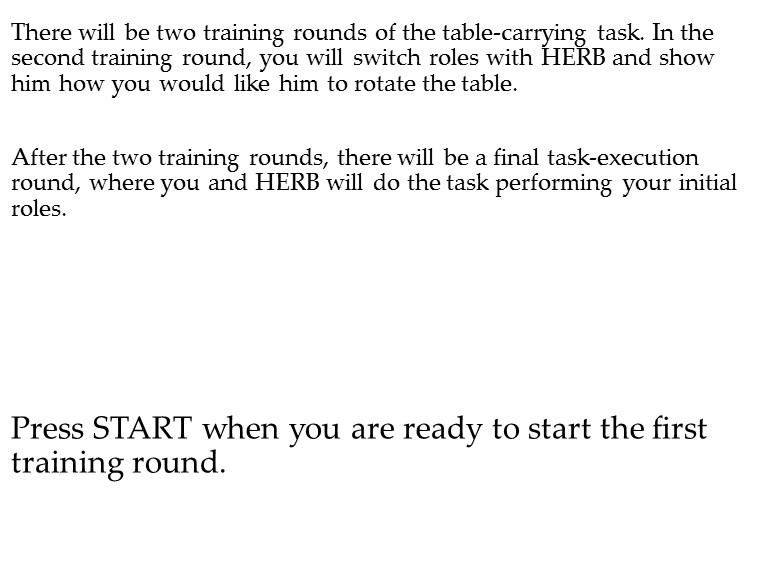 There will be two training rounds of the table-carrying task. In the
second training round, you will switch roles with HERB and show
him how you would like him to rotate the table.
After the two training rounds, there will be a final task-execution
round, where you and HERB will do the task performing your initial
roles.
Press START when you are ready to start the first
training round.